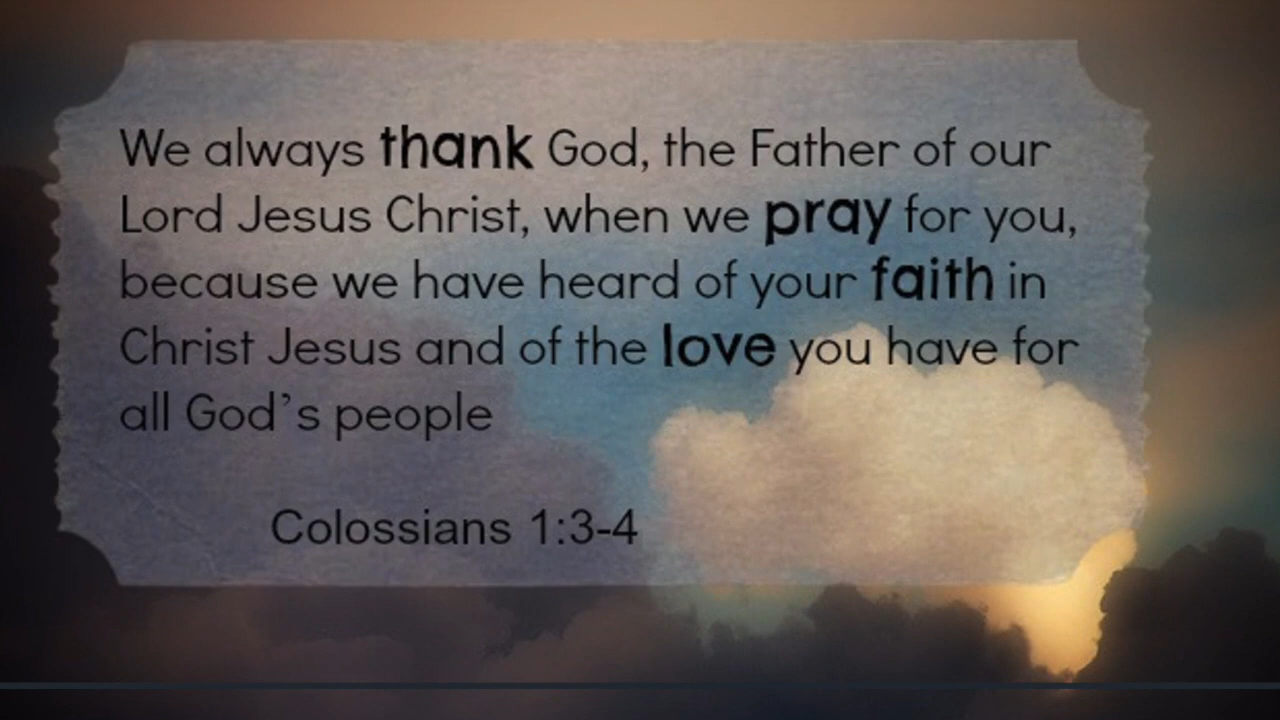 We always thank God, the Father of our
Lord Jesus Christ, when we pray for you,
because we have heard of your faith in
Christ Jesus and of the love you have for
all God’s people
Colossians 1:3-4